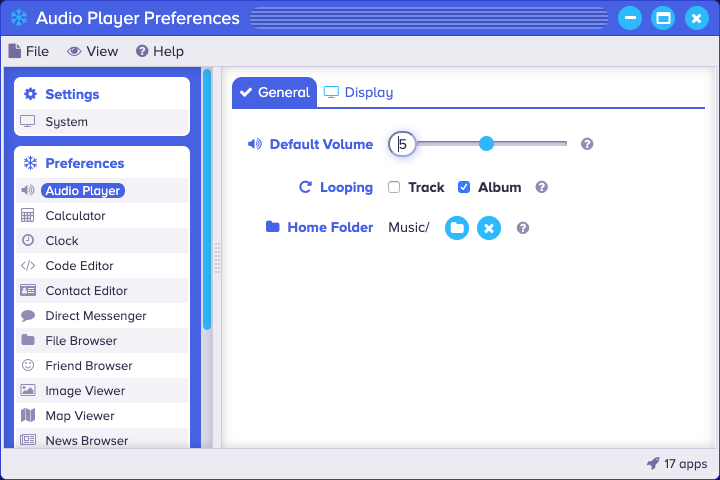 Audio Player Preferences
File View Help
Settings
System
Preferences
Audio Player
Calculator
Clock
Code Editor
Contact Editor
Direct Messenger
File Browser
Friend Browser
Image Viewer
Map Viewer
News Browser
General Display
Default Volume 5
Looping Track Album
Home Folder Music/
17 apps